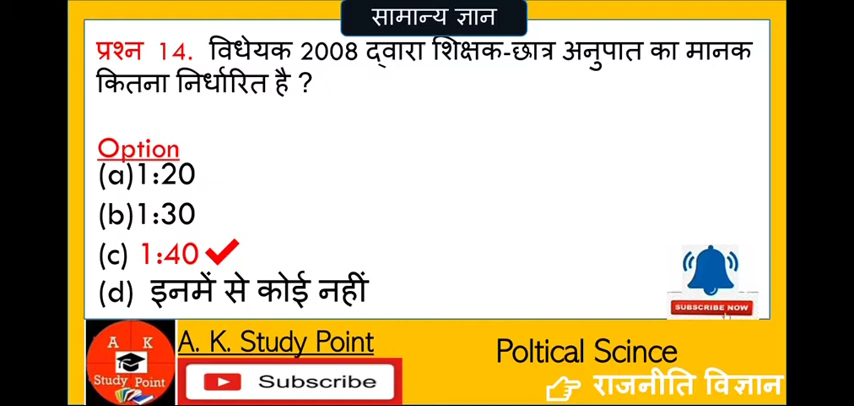 सामान्य ज्ञान
प्रश्न 14. विधेयक 2008 द्वारा शिक्षक-छात्र अनुपात का मानक
कितना निर्धारित है ?
Option
(a)1:20
(b)1:30
(c) 1:40
(d) इनमें से कोई नहीं
SUBSCRIBE NOW
A K
Study Point
A. K. Study Point
Subscribe
Poltical Scince
राजनीति विज्ञान